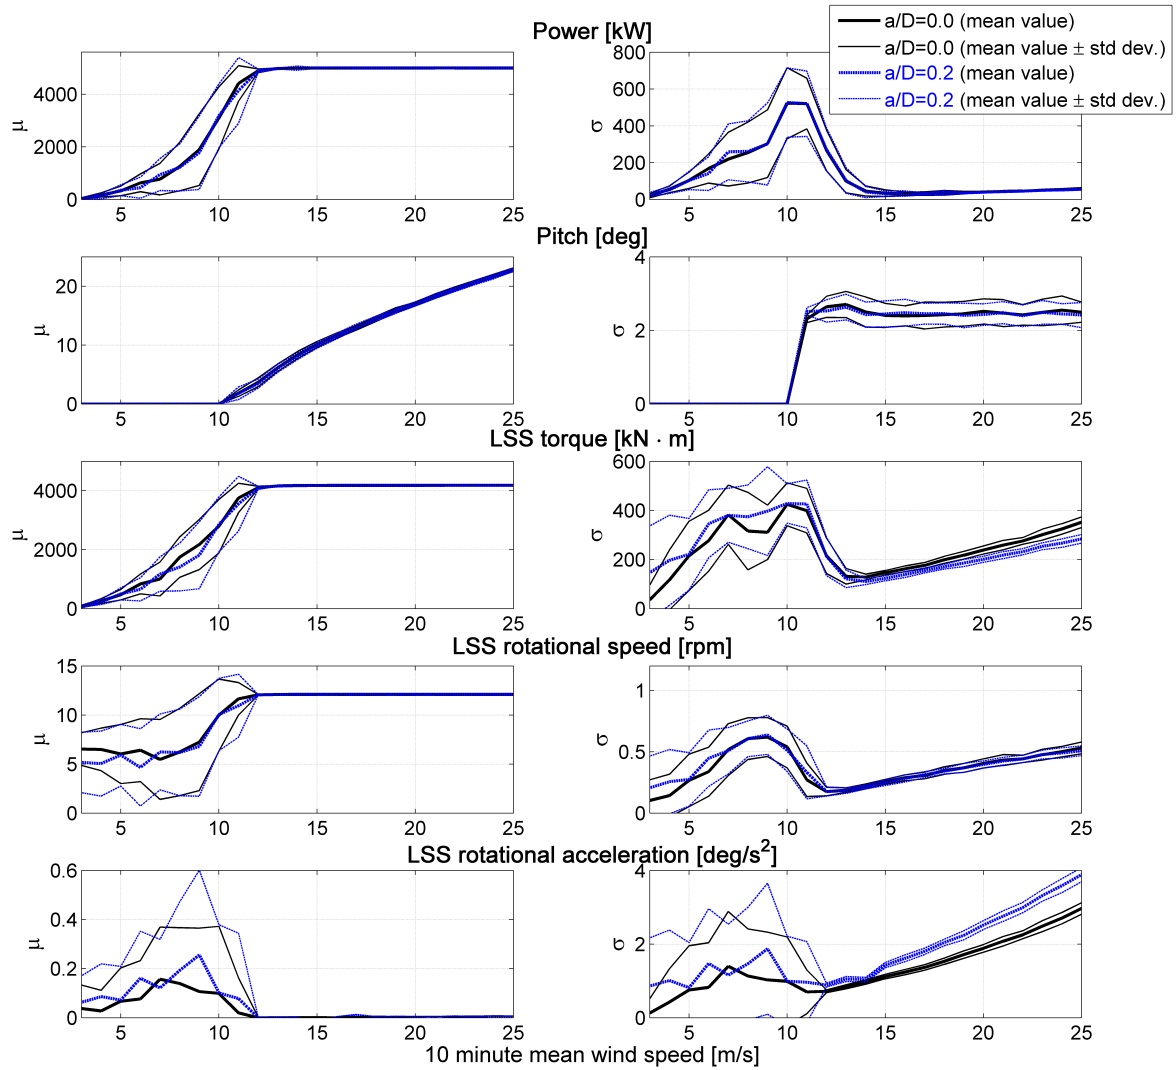 Power [kW]
a/D=0.0 (mean value)
a/D=0.0 (mean value ± std dev.)
a/D=0.2 (mean value)
a/D=0.2 (mean value ± std dev.)
μ
0
2000
4000
5 10 15 20 25
σ
0
200
400
600
800
5 10 15 20 25
Pitch [deg]
μ
0
10
20
5 10 15 20 25
σ
0
2
4
5 10 15 20 25
LSS torque [kN · m]
μ
0
2000
4000
5 10 15 20 25
σ
0
200
400
600
5 10 15 20 25
LSS rotational speed [rpm]
μ
0
5
10
15
5 10 15 20 25
σ
0
0.5
1
5 10 15 20 25
LSS rotational acceleration [deg/s²]
μ
0
0.2
0.4
0.6
5 10 15 20 25
σ
0
2
4
5 10 15 20 25
10 minute mean wind speed [m/s]